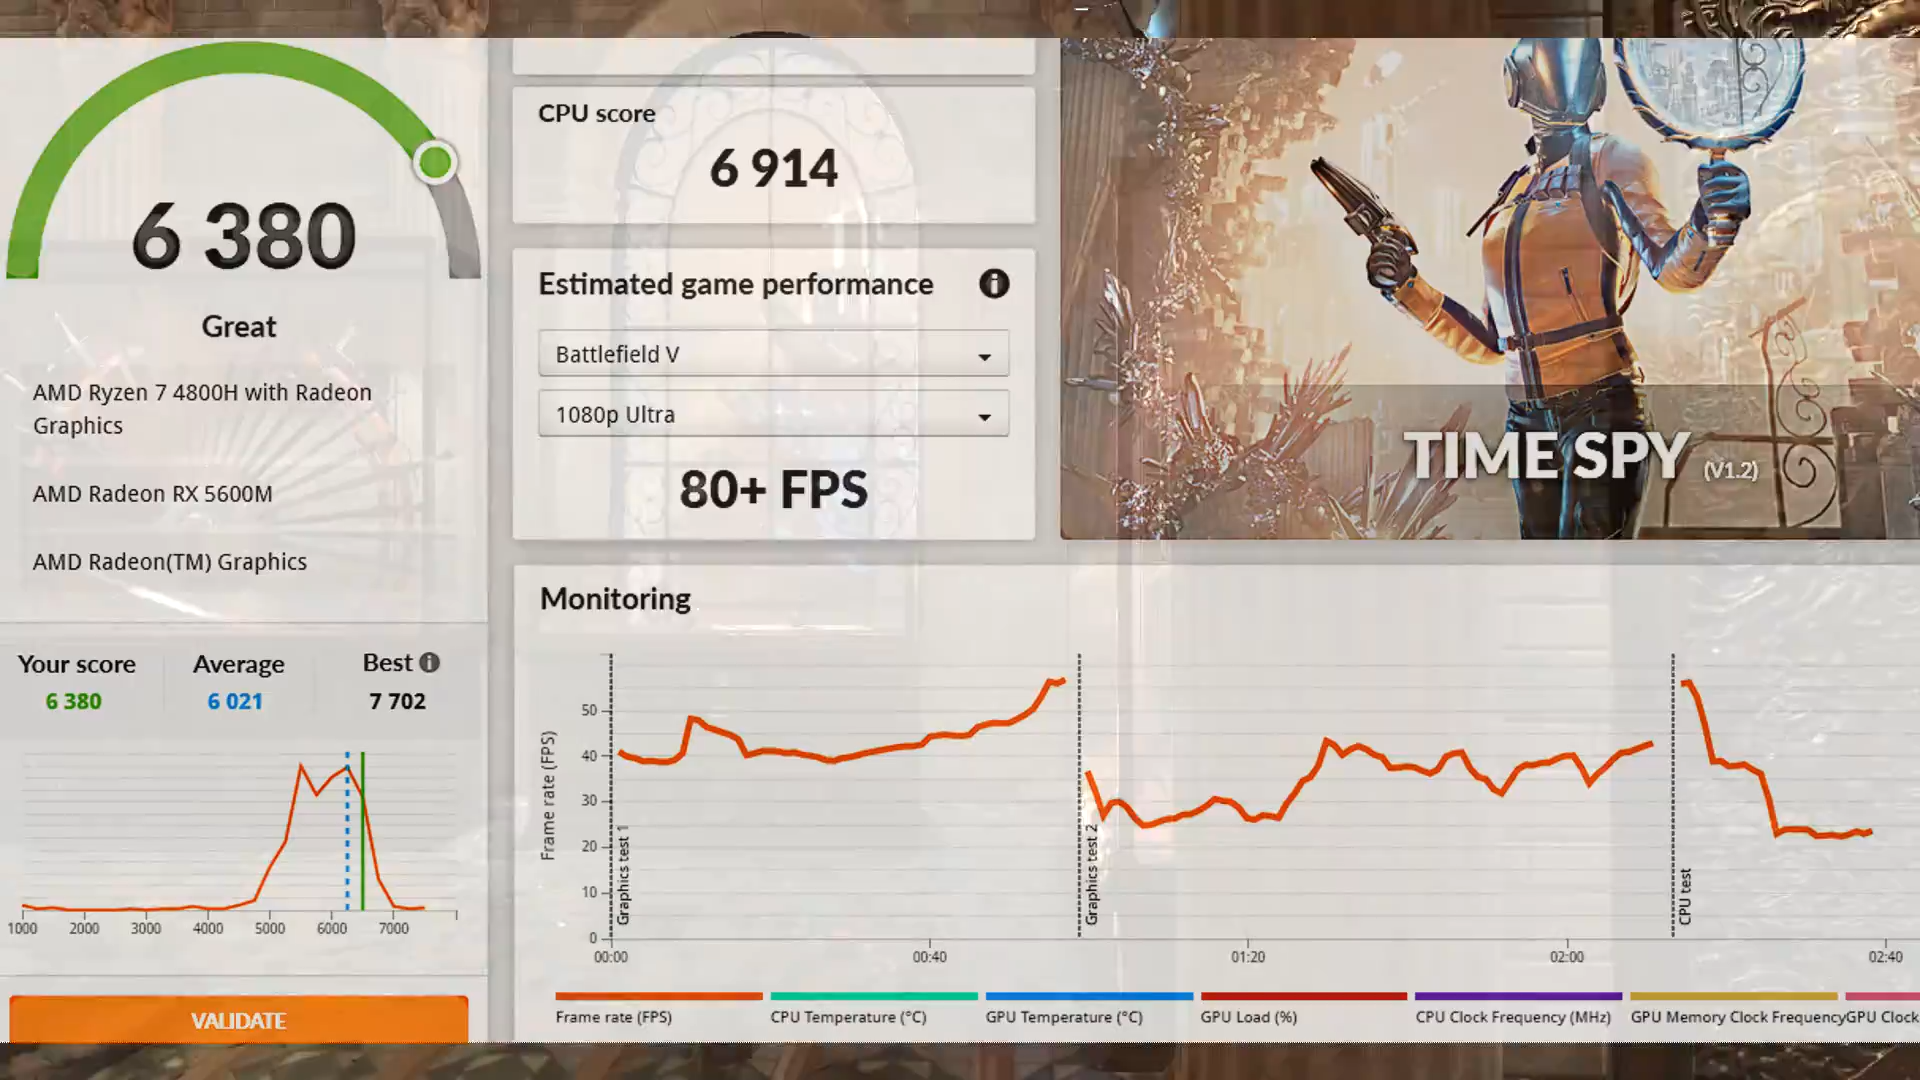 6 380
Great
AMD Ryzen 7 4800H with Radeon
Graphics
AMD Radeon RX 5600M
AMD Radeon(TM) Graphics
Your score
6 380
Average
6 021
Best
7 702
1000 2000 3000 4000 5000 6000 7000
VALIDATE
CPU score
6 914
Estimated game performance
Battlefield V
1080p Ultra
80+ FPS
TIME SPY (V1.2)
Monitoring
Frame rate (FPS)
50
40
30
20
10
0
Graphics test 1
Graphics test 2
CPU test
00:00 00:40 01:20 02:00 02:40
Frame rate (FPS) CPU Temperature (°C) GPU Temperature (°C) GPU Load (%) CPU Clock Frequency (MHz) GPU Memory Clock Frequency GPU Clock